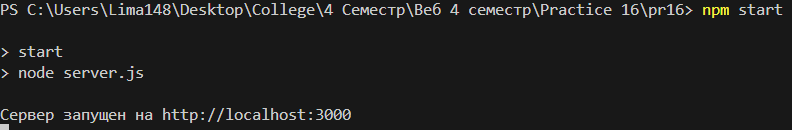 PS C:\Users\Lima148\Desktop\College\4 Семестр\Веб 4 семестр\Practice 16\pr16> npm start
> start
> node server.js
Сервер запущен на http://localhost:3000